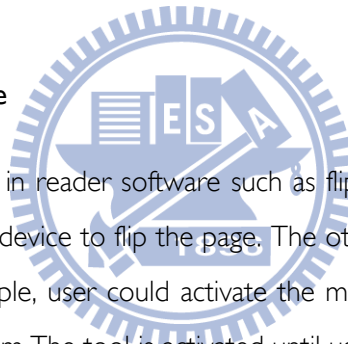 e
E S A
in reader software such as flip
device to flip the page. The ot
1896
ple, user could activate the m
m. The tool is activated until u